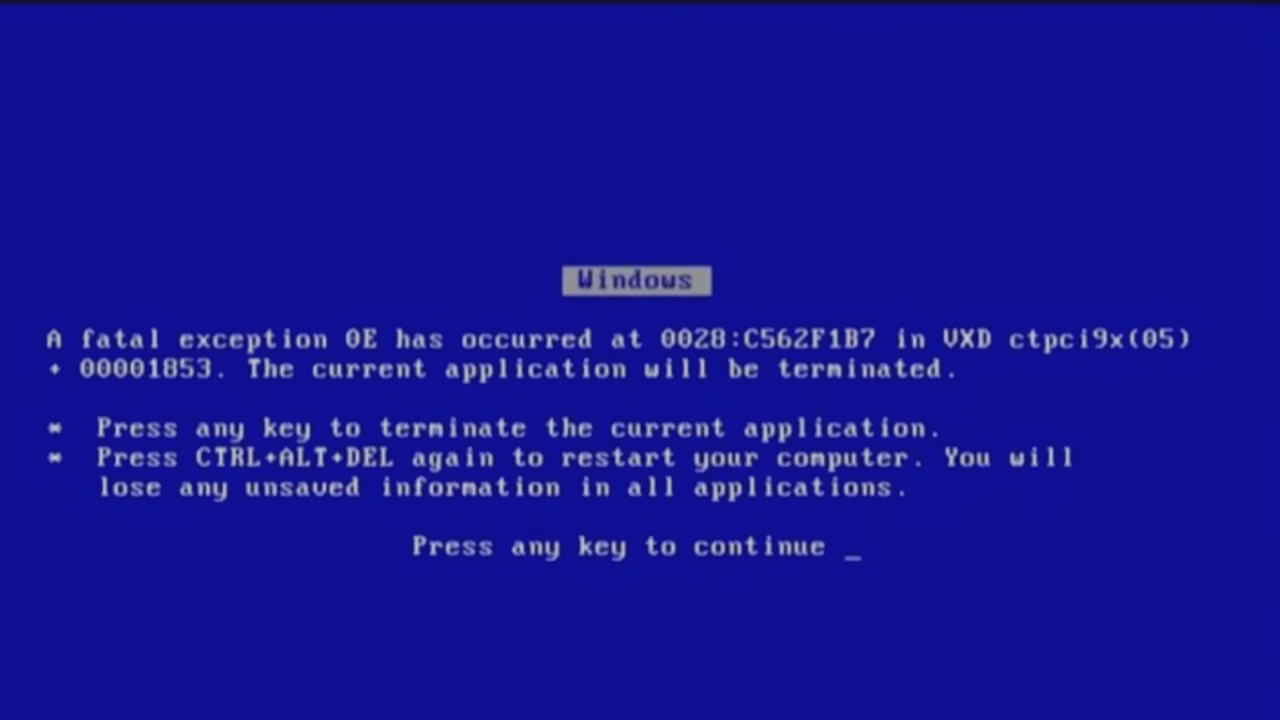 Windows
A fatal exception 0E has occurred at 0028:C562F1B7 in VXD ctpci9x(05)
+ 00001853. The current application will be terminated.
* Press any key to terminate the current application.
* Press CTRL+ALT+DEL again to restart your computer. You will
lose any unsaved information in all applications.
Press any key to continue _